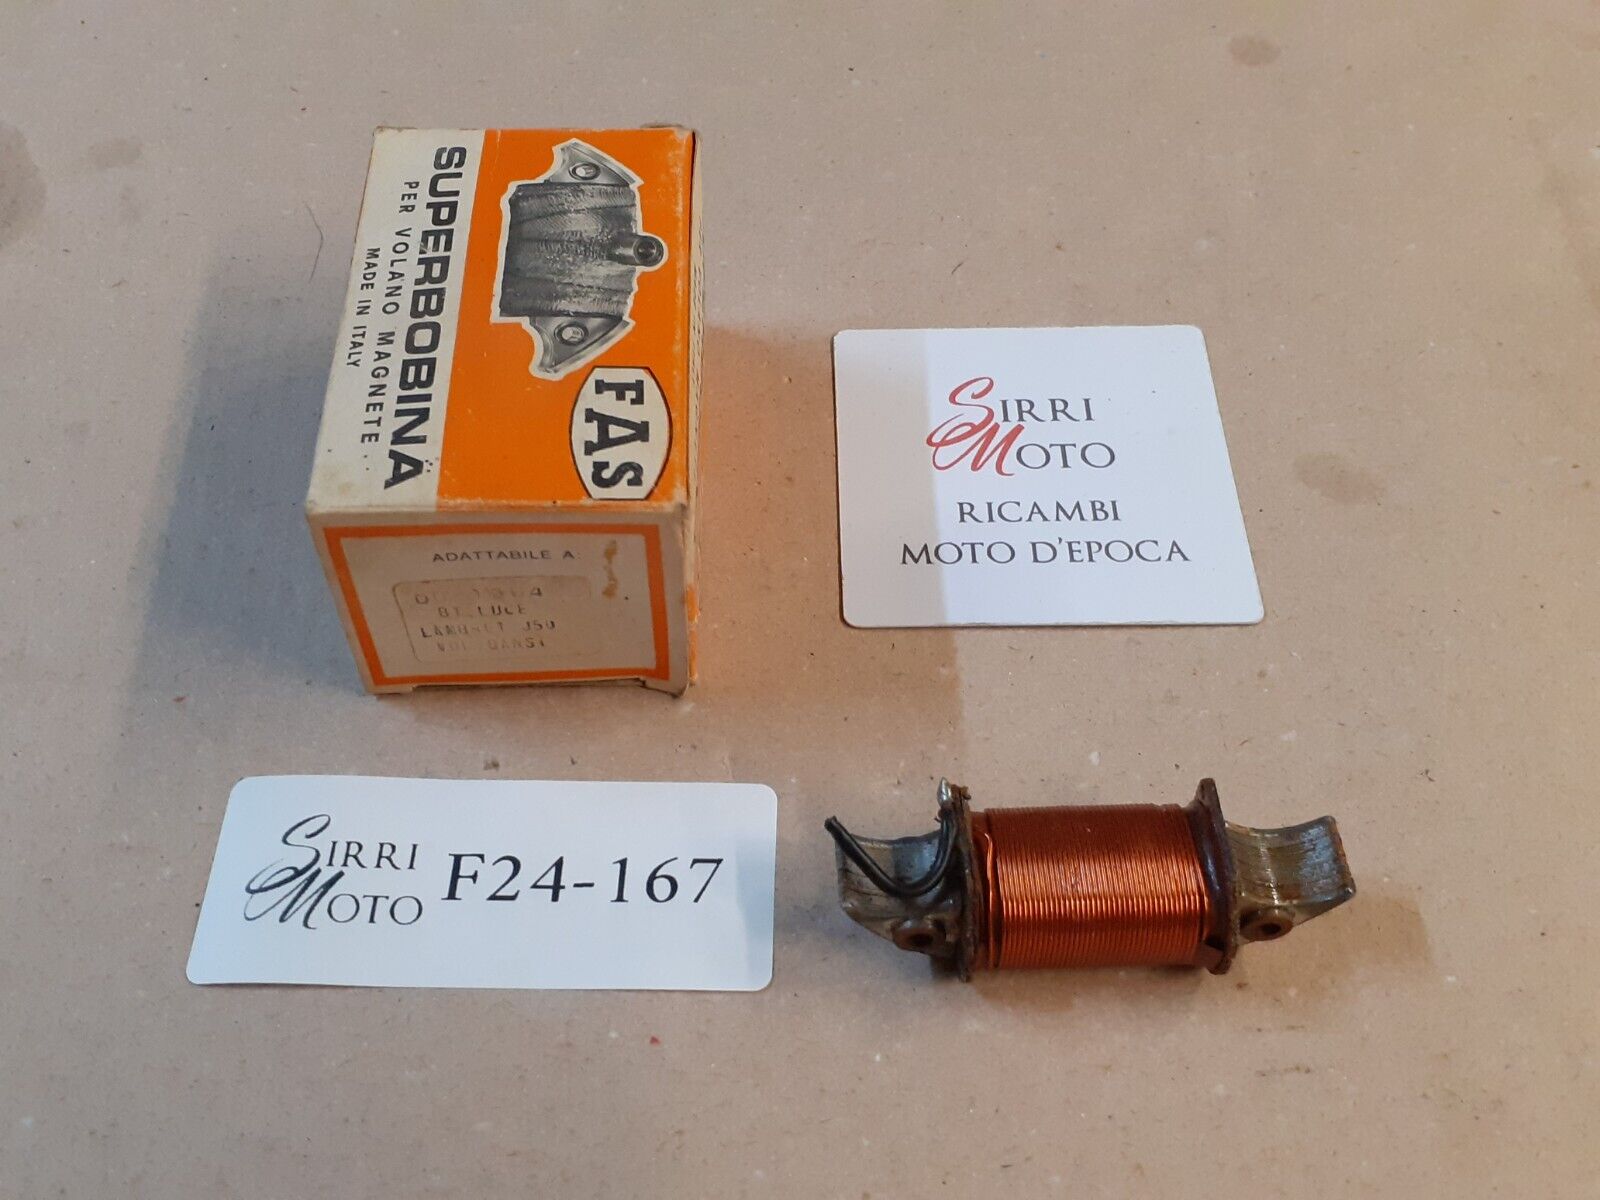 SUPERBOBINA
PER VOLANO MAGNETE
MADE IN ITALY
FAS
ADATTABILE A:
LUCE
J50
SIRRI
MOTO
RICAMBI
MOTO D'EPOCA
SIRRI
MOTO
F24-167